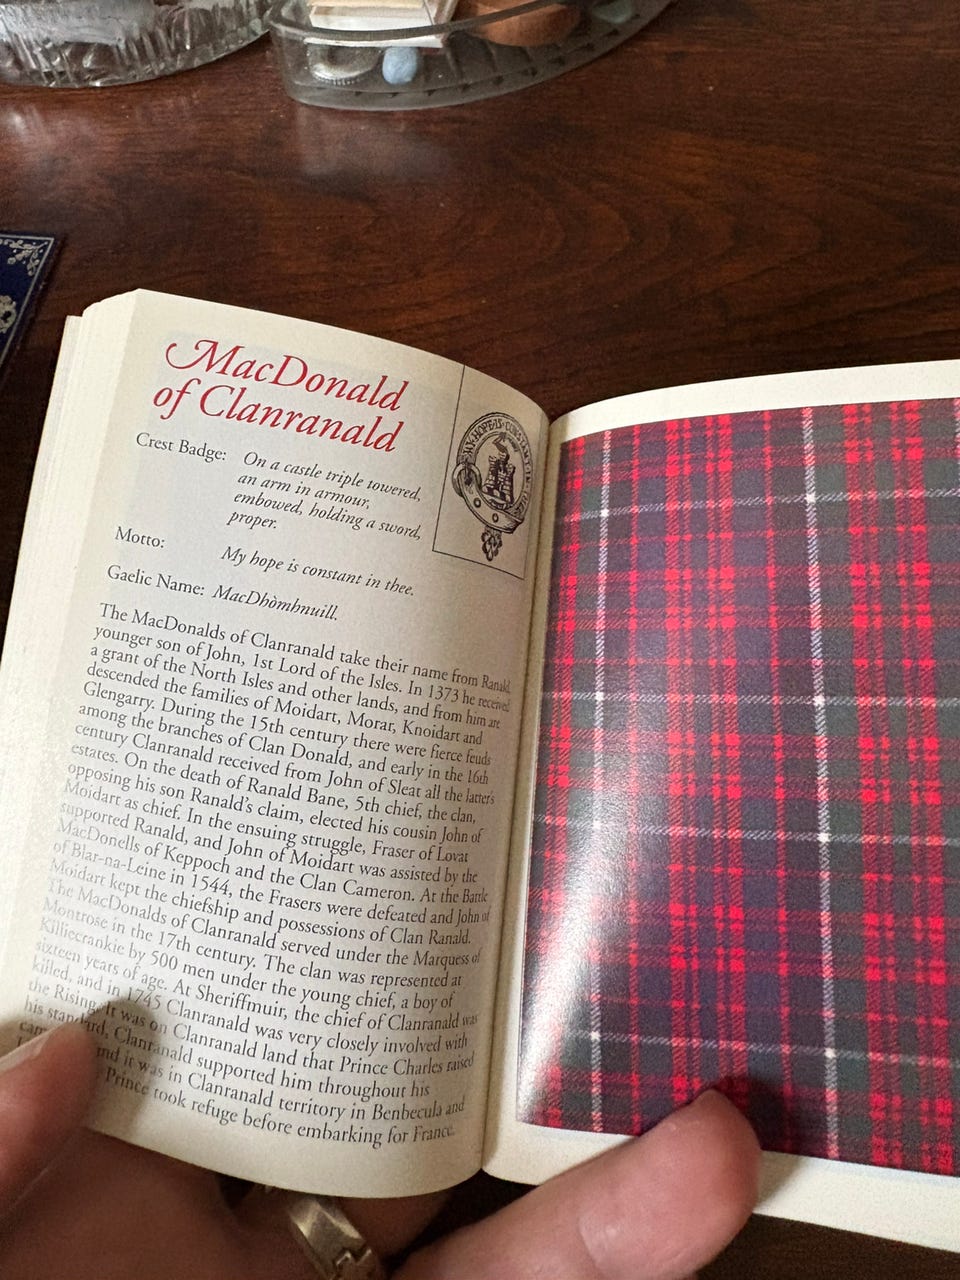 MacDonald
of Clanranald
MY·HOPE·IS·CONSTANT·IN·THEE
Crest Badge: On a castle triple towered,
an arm in armour,
embowed, holding a sword,
proper.
Motto: My hope is constant in thee.
Gaelic Name: MacDhòmhnuill.
The MacDonalds of Clanranald take their name from Ranald,
younger son of John, 1st Lord of the Isles. In 1373 he received
a grant of the North Isles and other lands, and from him are
descended the families of Moidart, Morar, Knoidart and
Glengarry. During the 15th century there were fierce feuds
among the branches of Clan Donald, and early in the 16th
century Clanranald received from John of Sleat all the latter's
estates. On the death of Ranald Bane, 5th chief, the clan,
opposing his son Ranald's claim, elected his cousin John of
Moidart as chief. In the ensuing struggle, Fraser of Lovat
supported Ranald, and John of Moidart was assisted by the
MacDonells of Keppoch and the Clan Cameron. At the Battle
of Blar-na-Leine in 1544, the Frasers were defeated and John of
Moidart kept the chiefship and possessions of Clan Ranald.
The MacDonalds of Clanranald served under the Marquess of
Montrose in the 17th century. The clan was represented at
Killiecrankie by 500 men under the young chief, a boy of
sixteen years of age. At Sheriffmuir, the chief of Clanranald was
killed, and in 1745 Clanranald was very closely involved with
the Rising. It was on Clanranald land that Prince Charles raised
his standard, Clanranald supported him throughout his
and it was in Clanranald territory in Benbecula and
Prince took refuge before embarking for France.